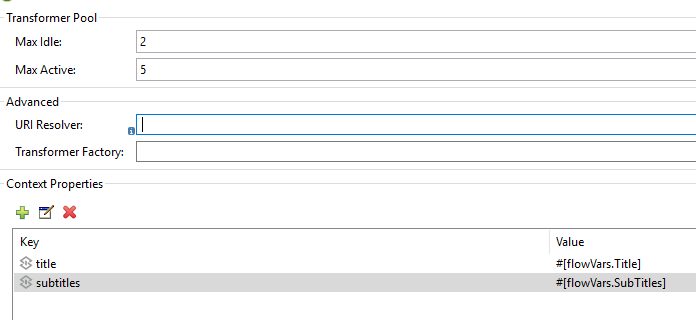 Transformer Pool
Max Idle: 2
Max Active: 5
Advanced
URI Resolver:
Transformer Factory:
Context Properties
Key Value
title #[flowVars.Title]
subtitles #[flowVars.SubTitles]